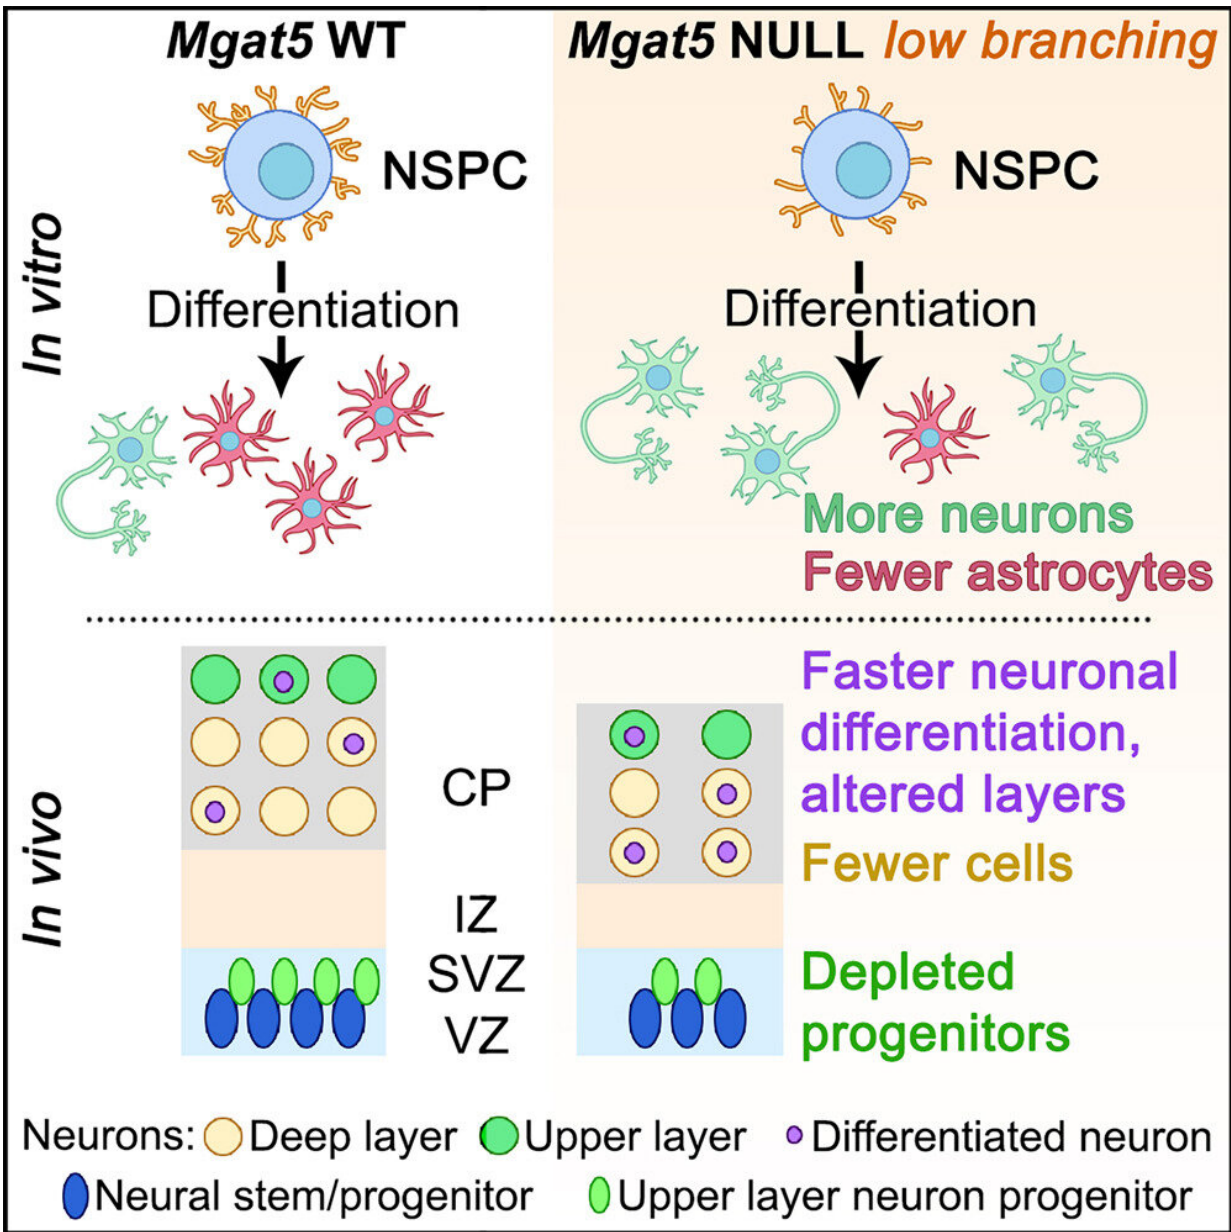 Mgat5 WT
Mgat5 NULL low branching
In vitro
NSPC
NSPC
Differentiation
Differentiation
More neurons
Fewer astrocytes
In vivo
CP
IZ
SVZ
VZ
Faster neuronal
differentiation,
altered layers
Fewer cells
Depleted
progenitors
Neurons: Deep layer Upper layer Differentiated neuron
Neural stem/progenitor Upper layer neuron progenitor